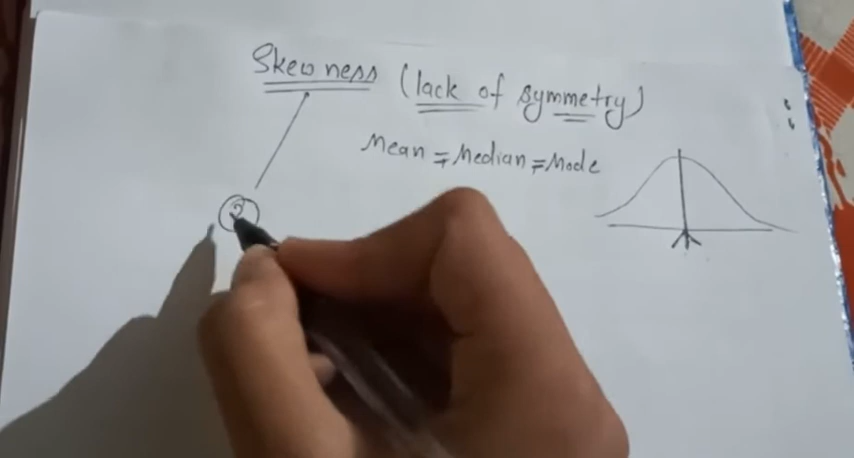 Skewness (lack of symmetry)
Mean ≠ Median ≠ Mode